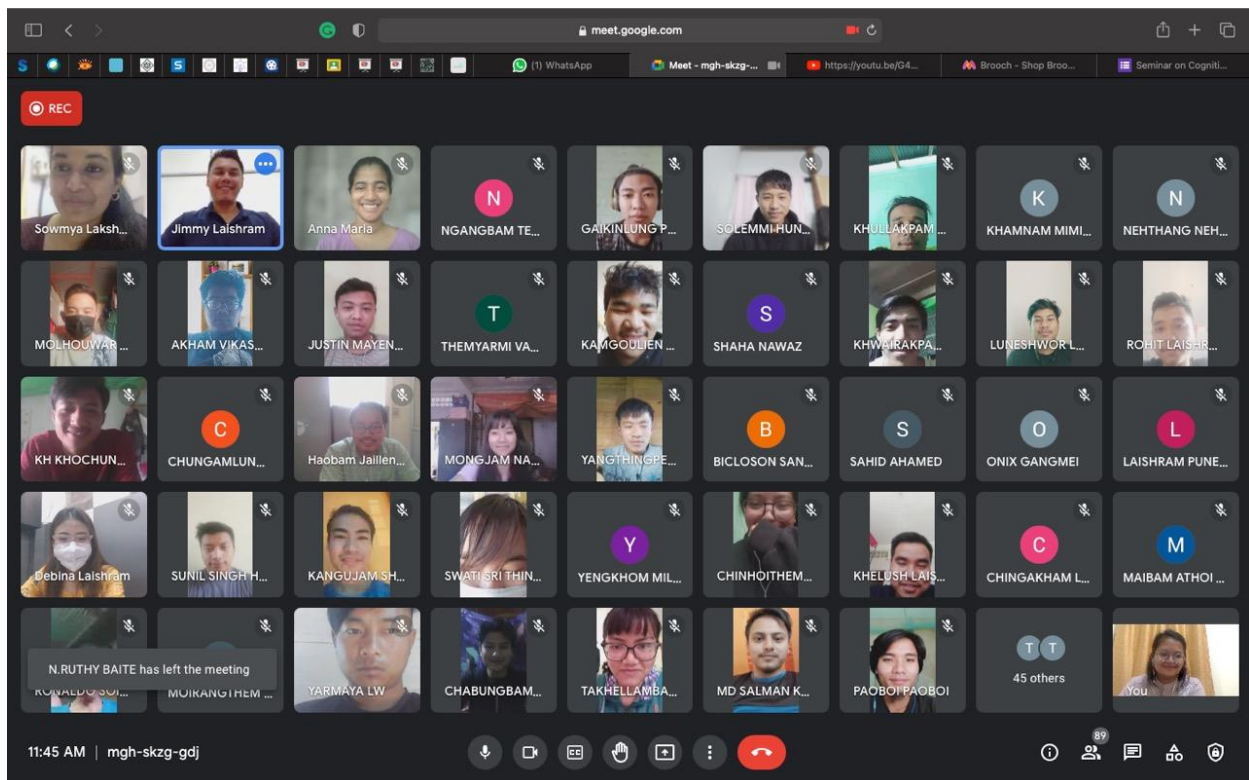 meet.google.com
(1) WhatsApp
Meet - mgh-skzg-...
https://youtu.be/G4...
Brooch - Shop Broo...
Seminar on Cogniti...
REC
Sowmya Laksh...
Jimmy Laishram
Anna Maria
N
NGANGBAM TE...
GAIKINLUNG P...
SOLEMMI HUN...
KHULLAKPAM ...
K
KHAMNAM MIMI...
N
NEHTHANG NEH...
MOLHOUWAR ...
AKHAM VIKAS...
JUSTIN MAYEN...
T
THEMYARMI VA...
KAMGOULIEN ...
S
SHAHA NAWAZ
KHWAIRAKPA...
LUNESHWOR L...
ROHIT LAISHR...
KH KHOCHUN...
C
CHUNGAMLUN...
Haobam Jaillen...
MONGJAM NA...
YANGTHINGPE...
B
BICLOSON SAN...
S
SAHID AHAMED
O
ONIX GANGMEI
L
LAISHRAM PUNE...
Debina Laishram
SUNIL SINGH H...
KANGUJAM SH...
SWATI SRI THIN...
Y
YENGKHOM MIL...
CHINHOITHEM...
KHELUSH LAIS...
C
CHINGAKHAM L...
M
MAIBAM ATHOI ...
N.RUTHY BAITE has left the meeting
RONALDO SOI...
MOIRANGTHEM ...
YARMAYA LW
CHABUNGBAM...
TAKHELLAMBA...
MD SALMAN K...
PAOBOI PAOBOI
T T
45 others
You
11:45 AM | mgh-skzg-gdj
CC
89